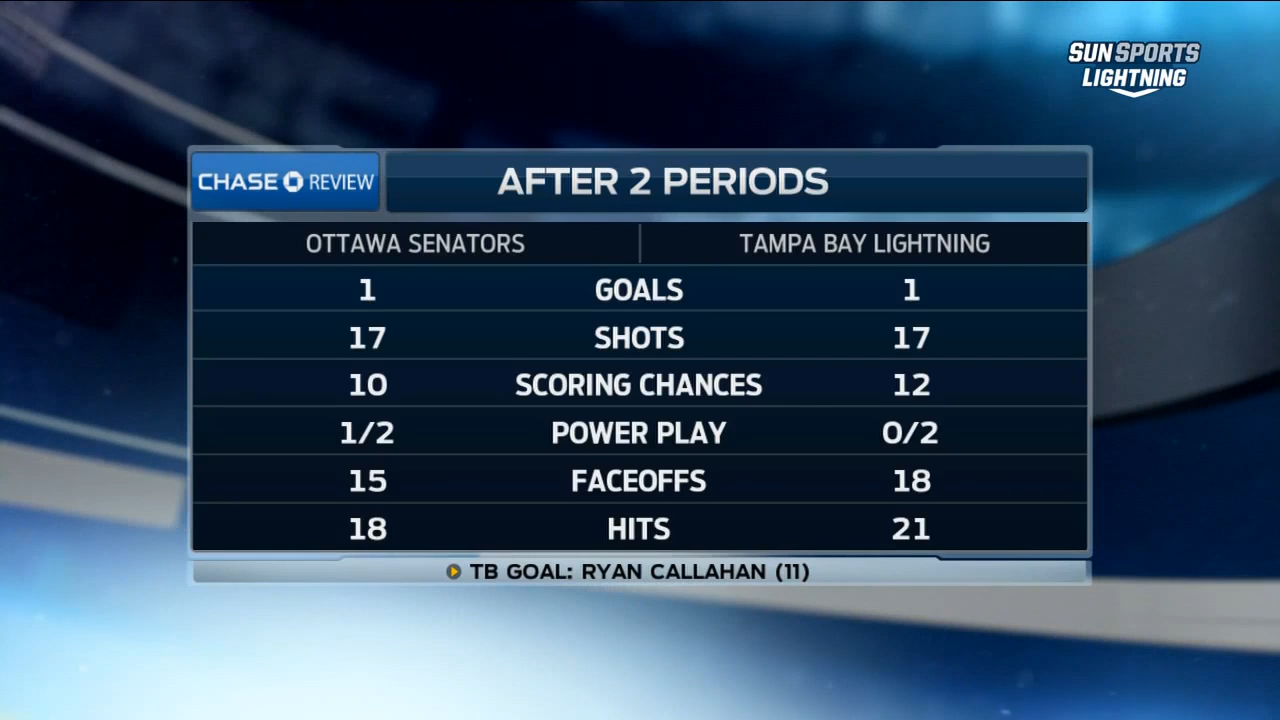 SUN SPORTS
LIGHTNING
CHASE REVIEW AFTER 2 PERIODS
OTTAWA SENATORS TAMPA BAY LIGHTNING
1 GOALS 1
17 SHOTS 17
10 SCORING CHANCES 12
1/2 POWER PLAY 0/2
15 FACEOFFS 18
18 HITS 21
TB GOAL: RYAN CALLAHAN (11)